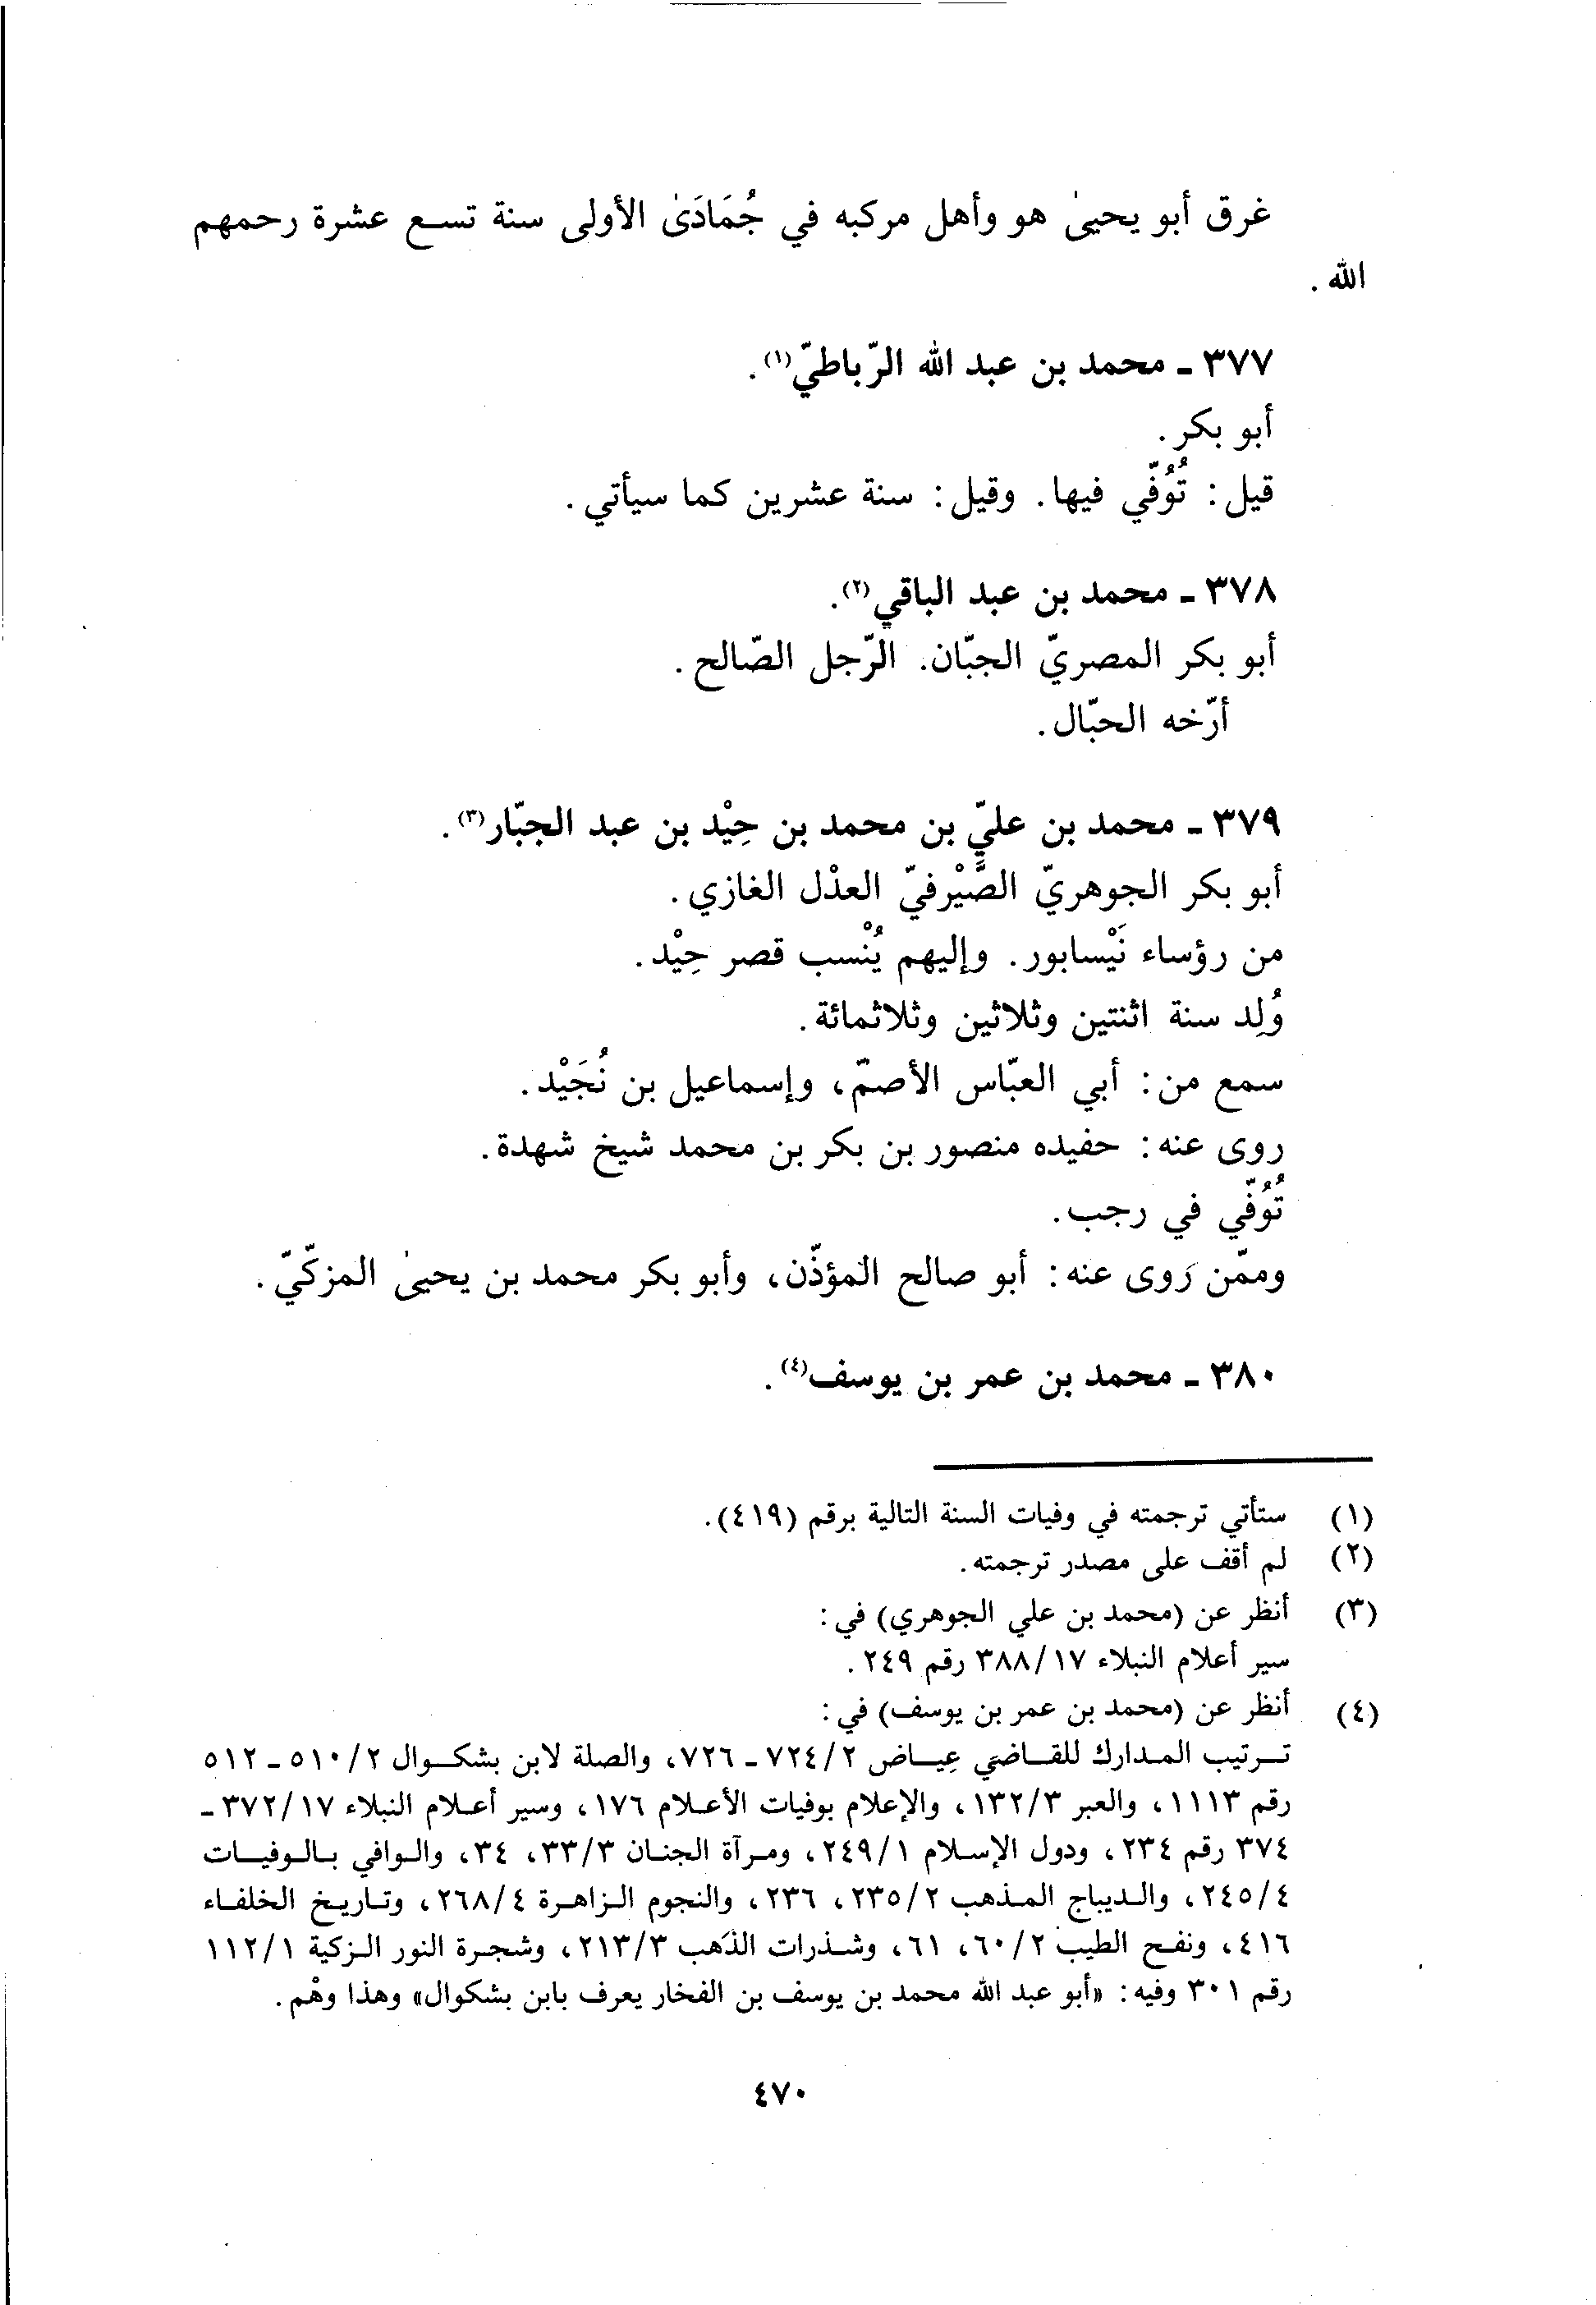 غرق أبو يحيىٰ هو وأهل مركبه في جُمَادَىٰ الأولى سنة تسع عشرة رحمهم
الله .
٣٧٧ ـ محمد بن عبد الله الرّباطيّ(١).
أبو بكر.
قيل: تُوُفّي فيها. وقيل: سنة عشرين كما سيأتي.
٣٧٨ ـ محمد بن عبد الباقي(٢).
أبو بكر المصريّ الجبّان. الرّجل الصّالح.
أرّخه الحبّال.
٣٧٩ ـ محمد بن عليّ بن محمد بن حِيْد بن عبد الجبّار(٣).
أبو بكر الجوهريّ الصَّيْرفيّ العدْل الغازي.
من رؤساء نَيْسابور. وإليهم يُنْسب قصر حِيْد.
وُلِد سنة اثنتين وثلاثين وثلاثمائة.
سمع من: أبي العبّاس الأصمّ، وإسماعيل بن نُجَيْد.
روى عنه: حفيده منصور بن بكر بن محمد شيخ شهدة.
تُوُفّي في رجب.
وممّن رَوى عنه: أبو صالح المؤذّن، وأبو بكر محمد بن يحيىٰ المزكّيّ.
٣٨٠ ـ محمد بن عمر بن يوسف(٤).
(١) ستأتي ترجمته في وفيات السنة التالية برقم (٤١٩).
(٢) لم أقف على مصدر ترجمته.
(٣) أنظر عن (محمد بن علي الجوهري) في:
سير أعلام النبلاء ٣٨٨/١٧ رقم ٢٤٩.
(٤) أنظر عن (محمد بن عمر بن يوسف) في:
ترتيب المدارك للقاضي عِياض ٧٢٤/٢ ـ ٧٢٦، والصلة لابن بشكوال ٥١٠/٢ ـ ٥١٢
رقم ١١١٣، والعبر ١٣٢/٣، والإعلام بوفيات الأعلام ١٧٦، وسير أعلام النبلاء ٣٧٢/١٧ ـ
٣٧٤ رقم ٢٣٤، ودول الإسلام ٢٤٩/١، ومرآة الجنان ٣٣/٣، ٣٤، والوافي بالوفيات
٢٤٥/٤، والديباج المذهب ٢٣٥/٢، ٢٣٦، والنجوم الزاهرة ٢٦٨/٤، وتاريخ الخلفاء
٤١٦، ونفح الطيب ٦٠/٢، ٦١، وشذرات الذَهب ٢١٣/٣، وشجرة النور الزكية ١١٢/١
رقم ٣٠١ وفيه: «أبو عبد الله محمد بن يوسف بن الفخار يعرف بابن بشكوال» وهذا وهْم.
٤٧٠